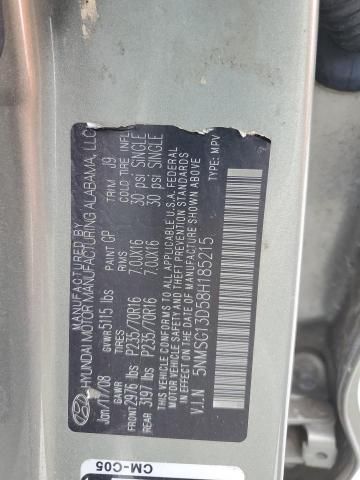 MANUFACTURED BY
HYUNDAI MOTOR MANUFACTURING ALABAMA, LLC
Jan/17/08 GVWR 5115 lbs PAINT GP TRIM J9
GAWR TIRES RIMS COLD TIRE INFL
FRONT 2976 lbs P235/70R16 7.0JX16 30 psi SINGLE
REAR 3197 lbs P235/70R16 7.0JX16 30 psi SINGLE
THIS VEHICLE CONFORMS TO ALL APPLICABLE U.S.A. FEDERAL
MOTOR VEHICLE SAFETY, BUMPER, AND THEFT PREVENTION STANDARDS
IN EFFECT ON THE DATE OF MANUFACTURE SHOWN ABOVE
V.I.N 5NMSG13D58H185215 TYPE: MPV
CM-C05